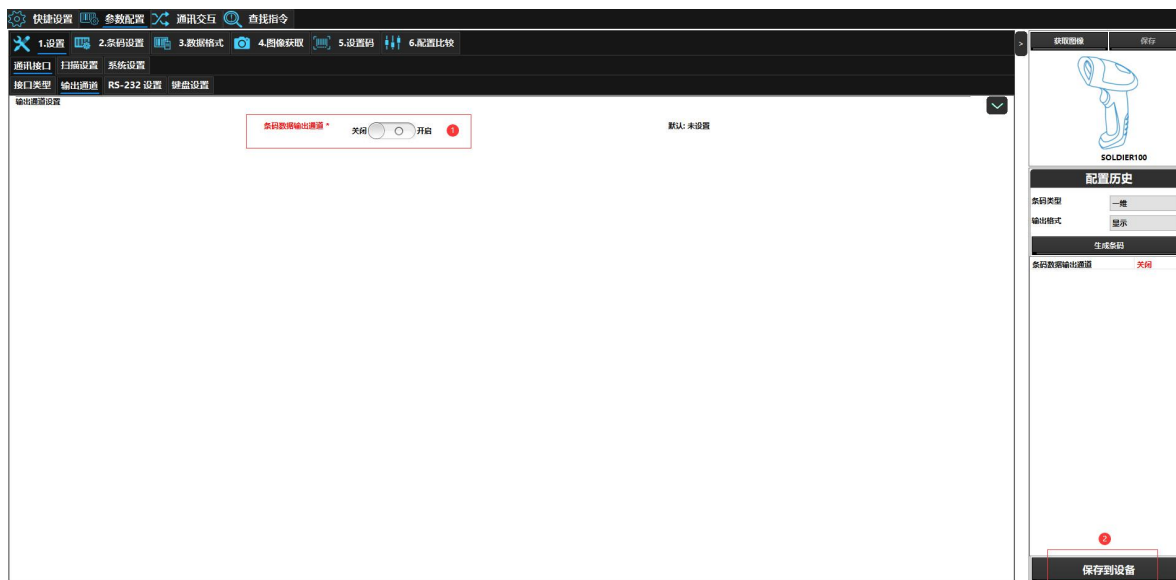 快捷设置 参数配置 通讯交互 查找指令
1.设置 2.条码设置 3.数据格式 4.图像获取 5.设置码 6.配置比较
通讯接口 扫描设置 系统设置
接口类型 输出通道 RS-232 设置 键盘设置
输出通道设置
条码数据输出通道 * 关闭 开启 1 默认: 未设置
> 获取图像 保存
SOLDIER100
配置历史
条码类型 一维
输出格式 显示
生成条码
条码数据输出通道 关闭
2
保存到设备